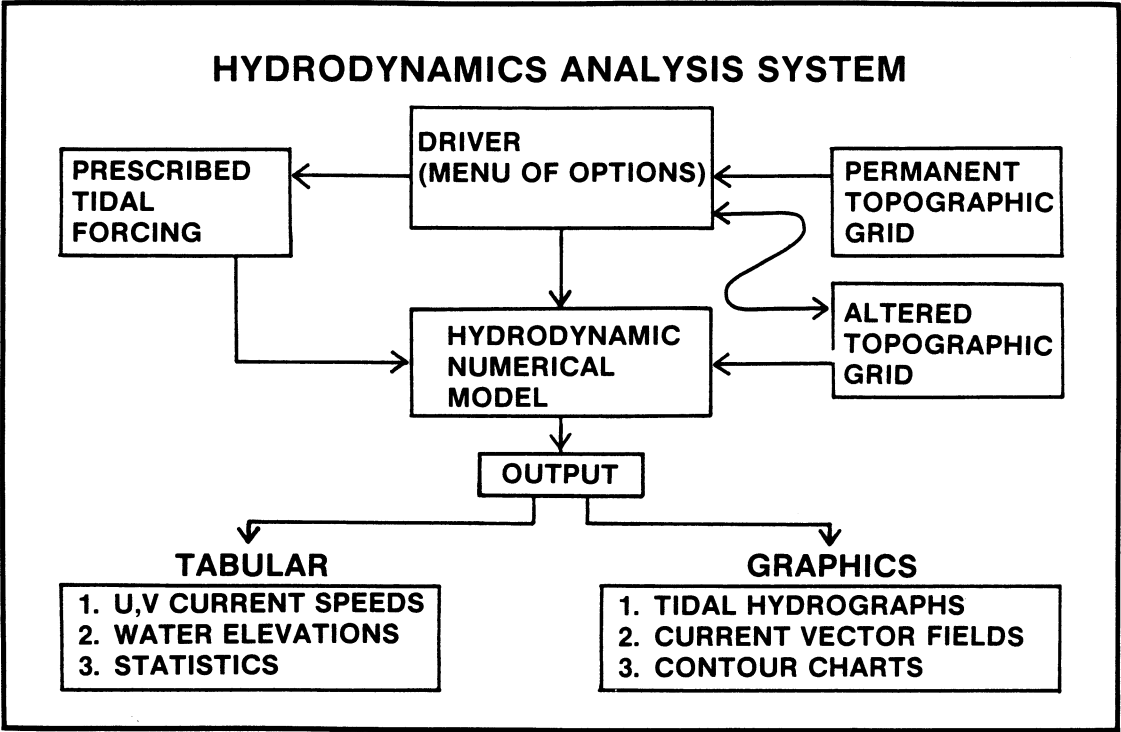 HYDRODYNAMICS ANALYSIS SYSTEM
DRIVER
(MENU OF OPTIONS)
PRESCRIBED
TIDAL
FORCING
PERMANENT
TOPOGRAPHIC
GRID
ALTERED
TOPOGRAPHIC
GRID
HYDRODYNAMIC
NUMERICAL
MODEL
OUTPUT
TABULAR
1. U,V CURRENT SPEEDS
2. WATER ELEVATIONS
3. STATISTICS
GRAPHICS
1. TIDAL HYDROGRAPHS
2. CURRENT VECTOR FIELDS
3. CONTOUR CHARTS